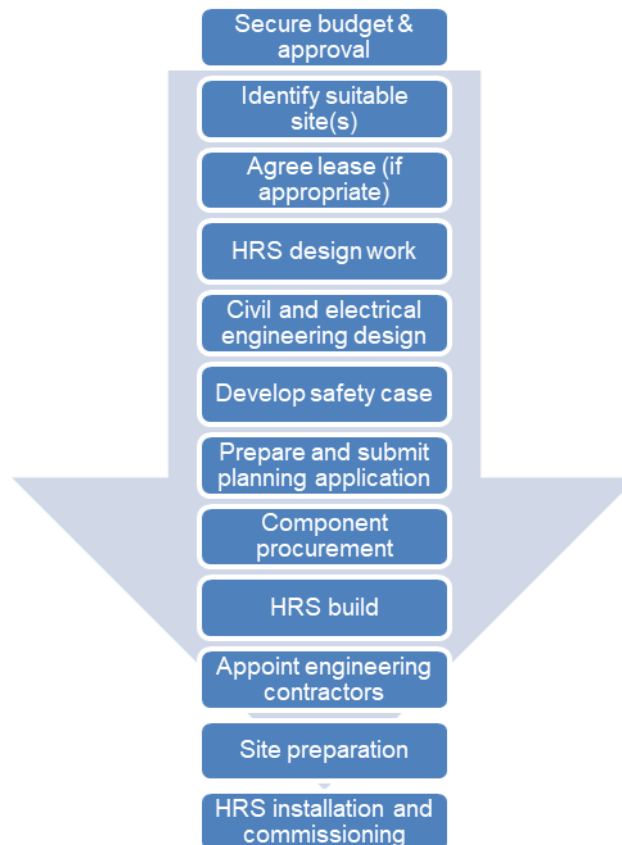 Secure budget &
approval
Identify suitable
site(s)
Agree lease (if
appropriate)
HRS design work
Civil and electrical
engineering design
Develop safety case
Prepare and submit
planning application
Component
procurement
HRS build
Appoint engineering
contractors
Site preparation
HRS installation and
commissioning